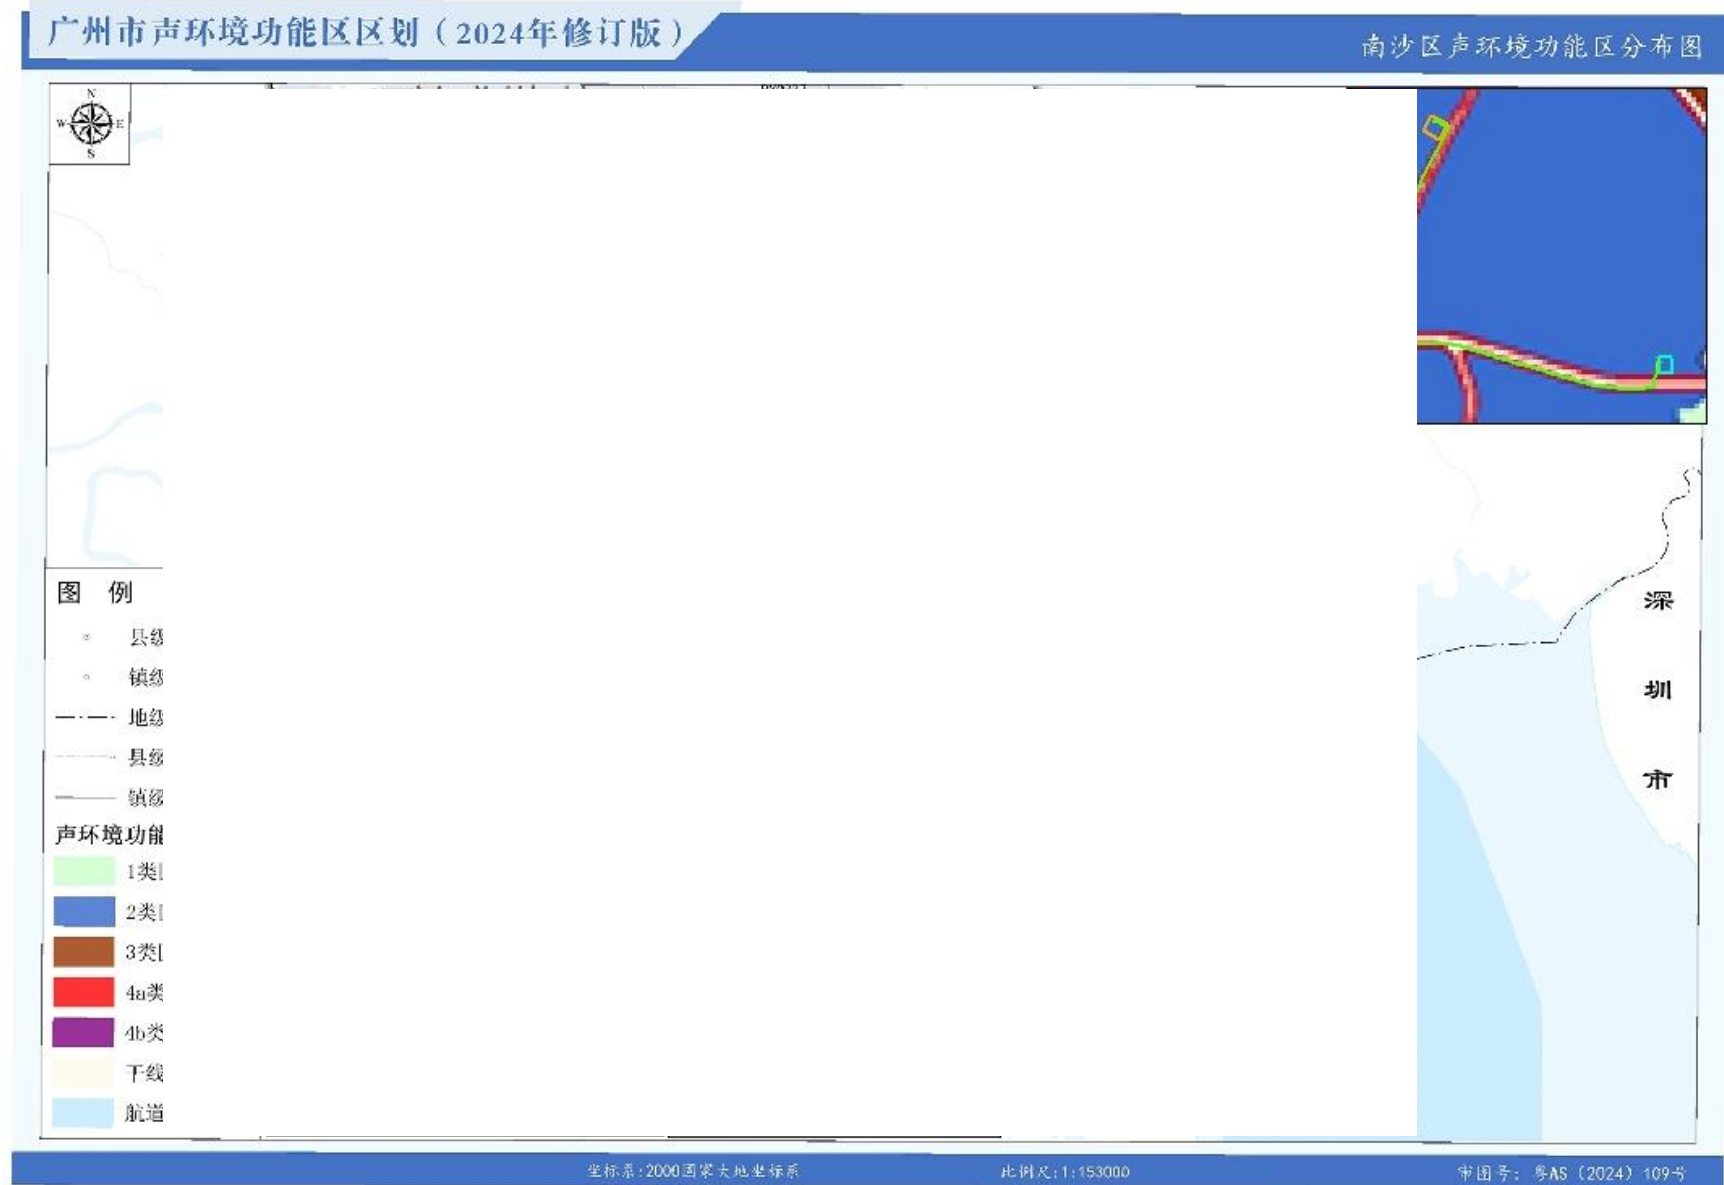 广州市声环境功能区区划（2024年修订版）
南沙区声环境功能区分布图
N
W E
S
图 例
县级
镇级
地级
县级
镇级
声环境功能
1类
2类
3类
4a类
4b类
干线
航道
深
圳
市
坐标系:2000国家大地坐标系
比例尺:1:153000
审图号: 粤AS（2024）109号